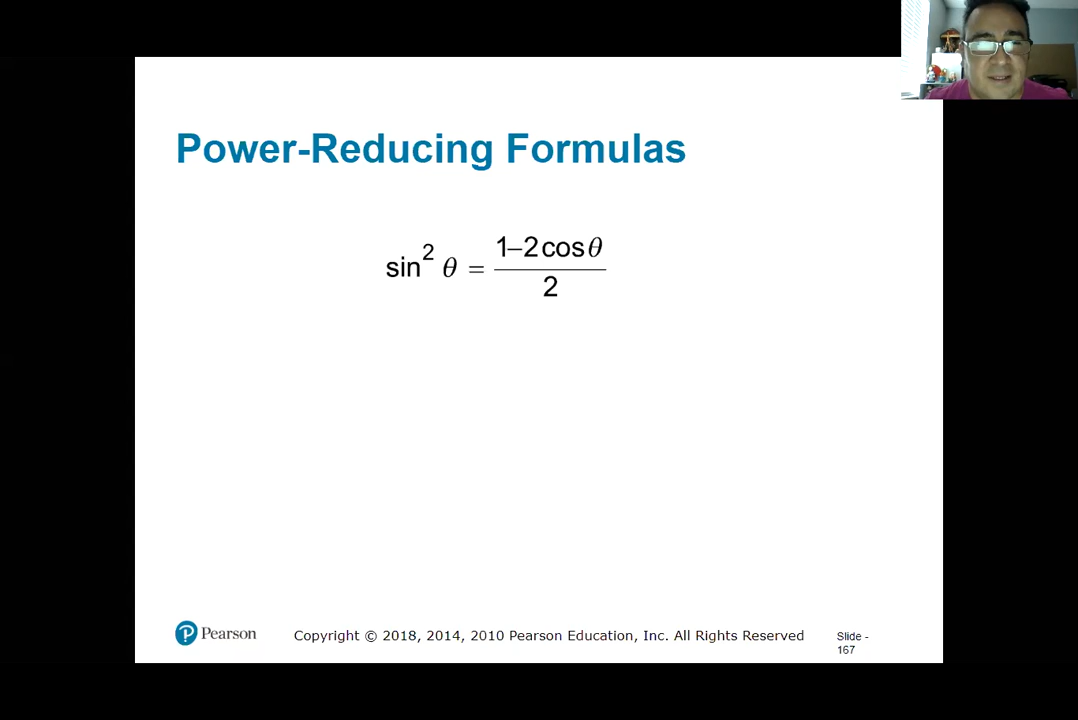 Power-Reducing Formulas
sin² θ = (1–2cosθ)/2
Pearson
Copyright © 2018, 2014, 2010 Pearson Education, Inc. All Rights Reserved
Slide -
167